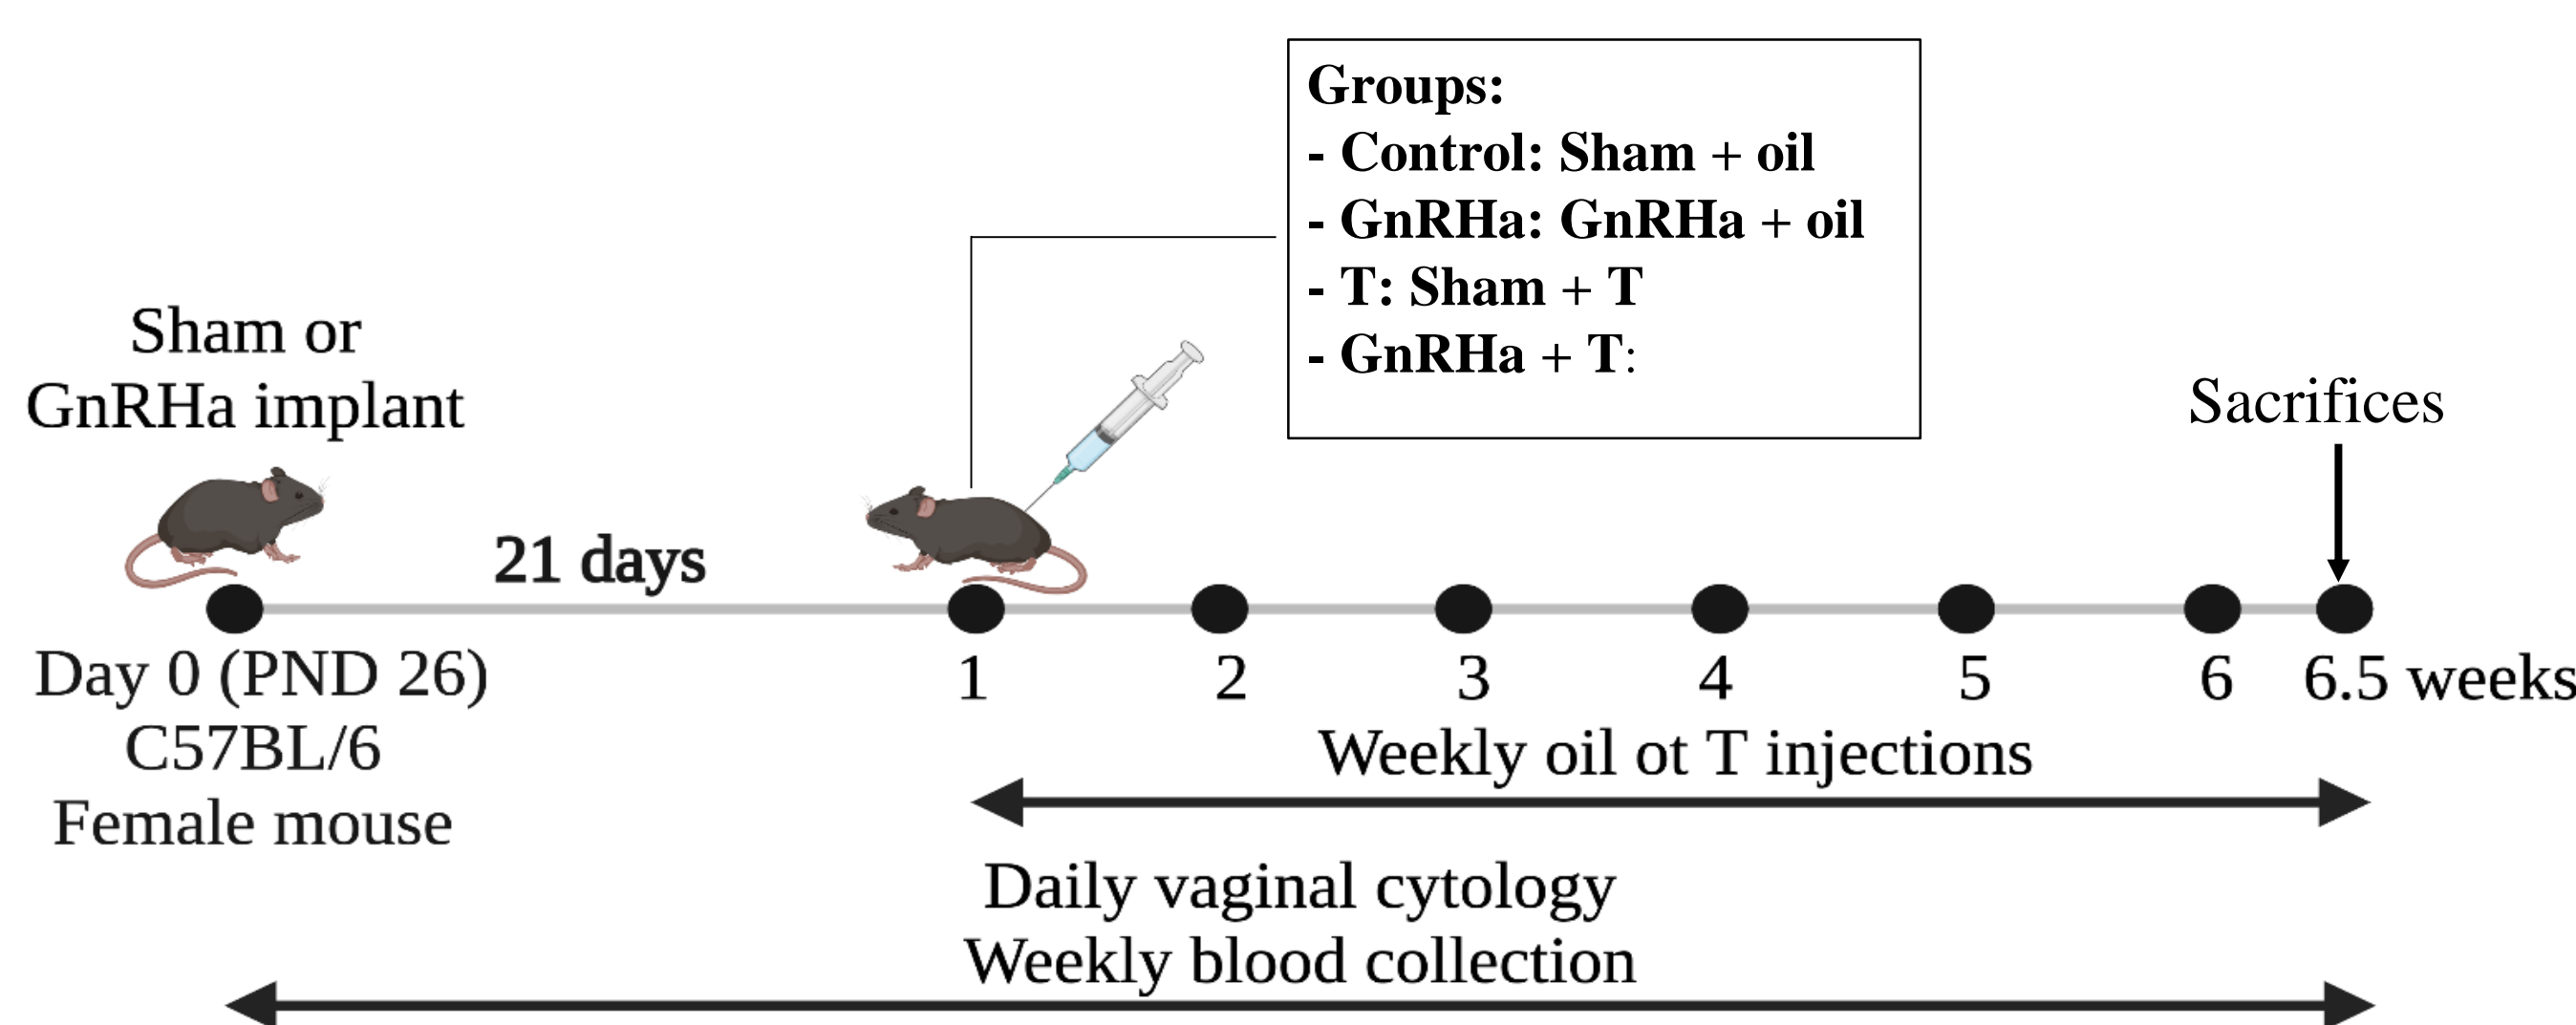 Groups:
- Control: Sham + oil
- GnRHa: GnRHa + oil
- T: Sham + T
- GnRHa + T:
Sham or
GnRHa implant
Sacrifices
21 days
Day 0 (PND 26)
C57BL/6
Female mouse
1 2 3 4 5 6 6.5 weeks
Weekly oil ot T injections
Daily vaginal cytology
Weekly blood collection